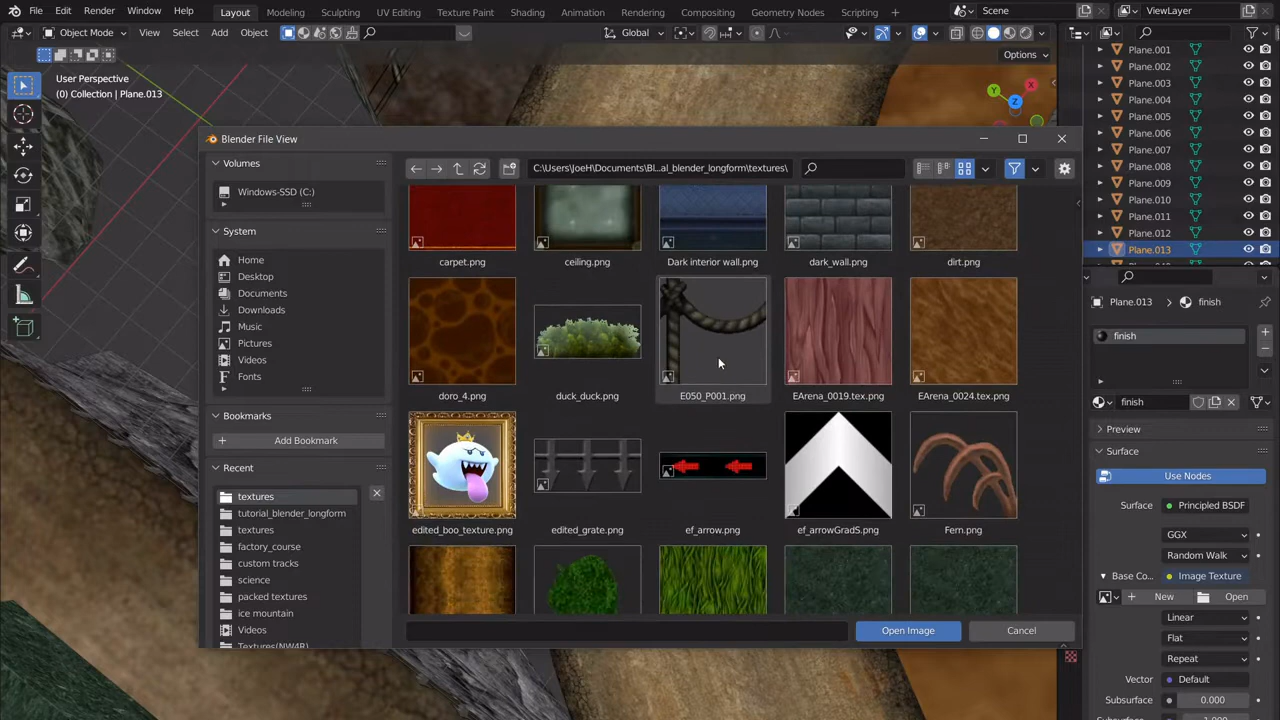 File Edit Render Window Help Layout Modeling Sculpting UV Editing Texture Paint Shading Animation Rendering Compositing Geometry Nodes Scripting + Scene ViewLayer
Object Mode View Select Add Object Global
Options
User Perspective
(0) Collection | Plane.013
Y X Z
Plane.001
Plane.002
Plane.003
Plane.004
Plane.005
Plane.006
Plane.007
Plane.008
Plane.009
Plane.010
Plane.011
Plane.012
Plane.013
Blender File View
Volumes
Windows-SSD (C:)
System
Home
Desktop
Documents
Downloads
Music
Pictures
Videos
Fonts
Bookmarks
+ Add Bookmark
Recent
textures
tutorial_blender_longform
textures
factory_course
custom tracks
science
packed textures
ice mountain
Videos
Textures(NW4R)
C:\Users\JoeH\Documents\Bl...al_blender_longform\textures\
carpet.png ceiling.png Dark interior wall.png dark_wall.png dirt.png
doro_4.png duck_duck.png E050_P001.png EArena_0019.tex.png EArena_0024.tex.png
edited_boo_texture.png edited_grate.png ef_arrow.png ef_arrowGradS.png Fern.png
Open Image Cancel
Plane.013 finish
finish
finish
Preview
Surface
Use Nodes
Surface Principled BSDF
GGX
Random Walk
Base Co... Image Texture
+ New Open
Linear
Flat
Repeat
Vector Default
Subsurface 0.000